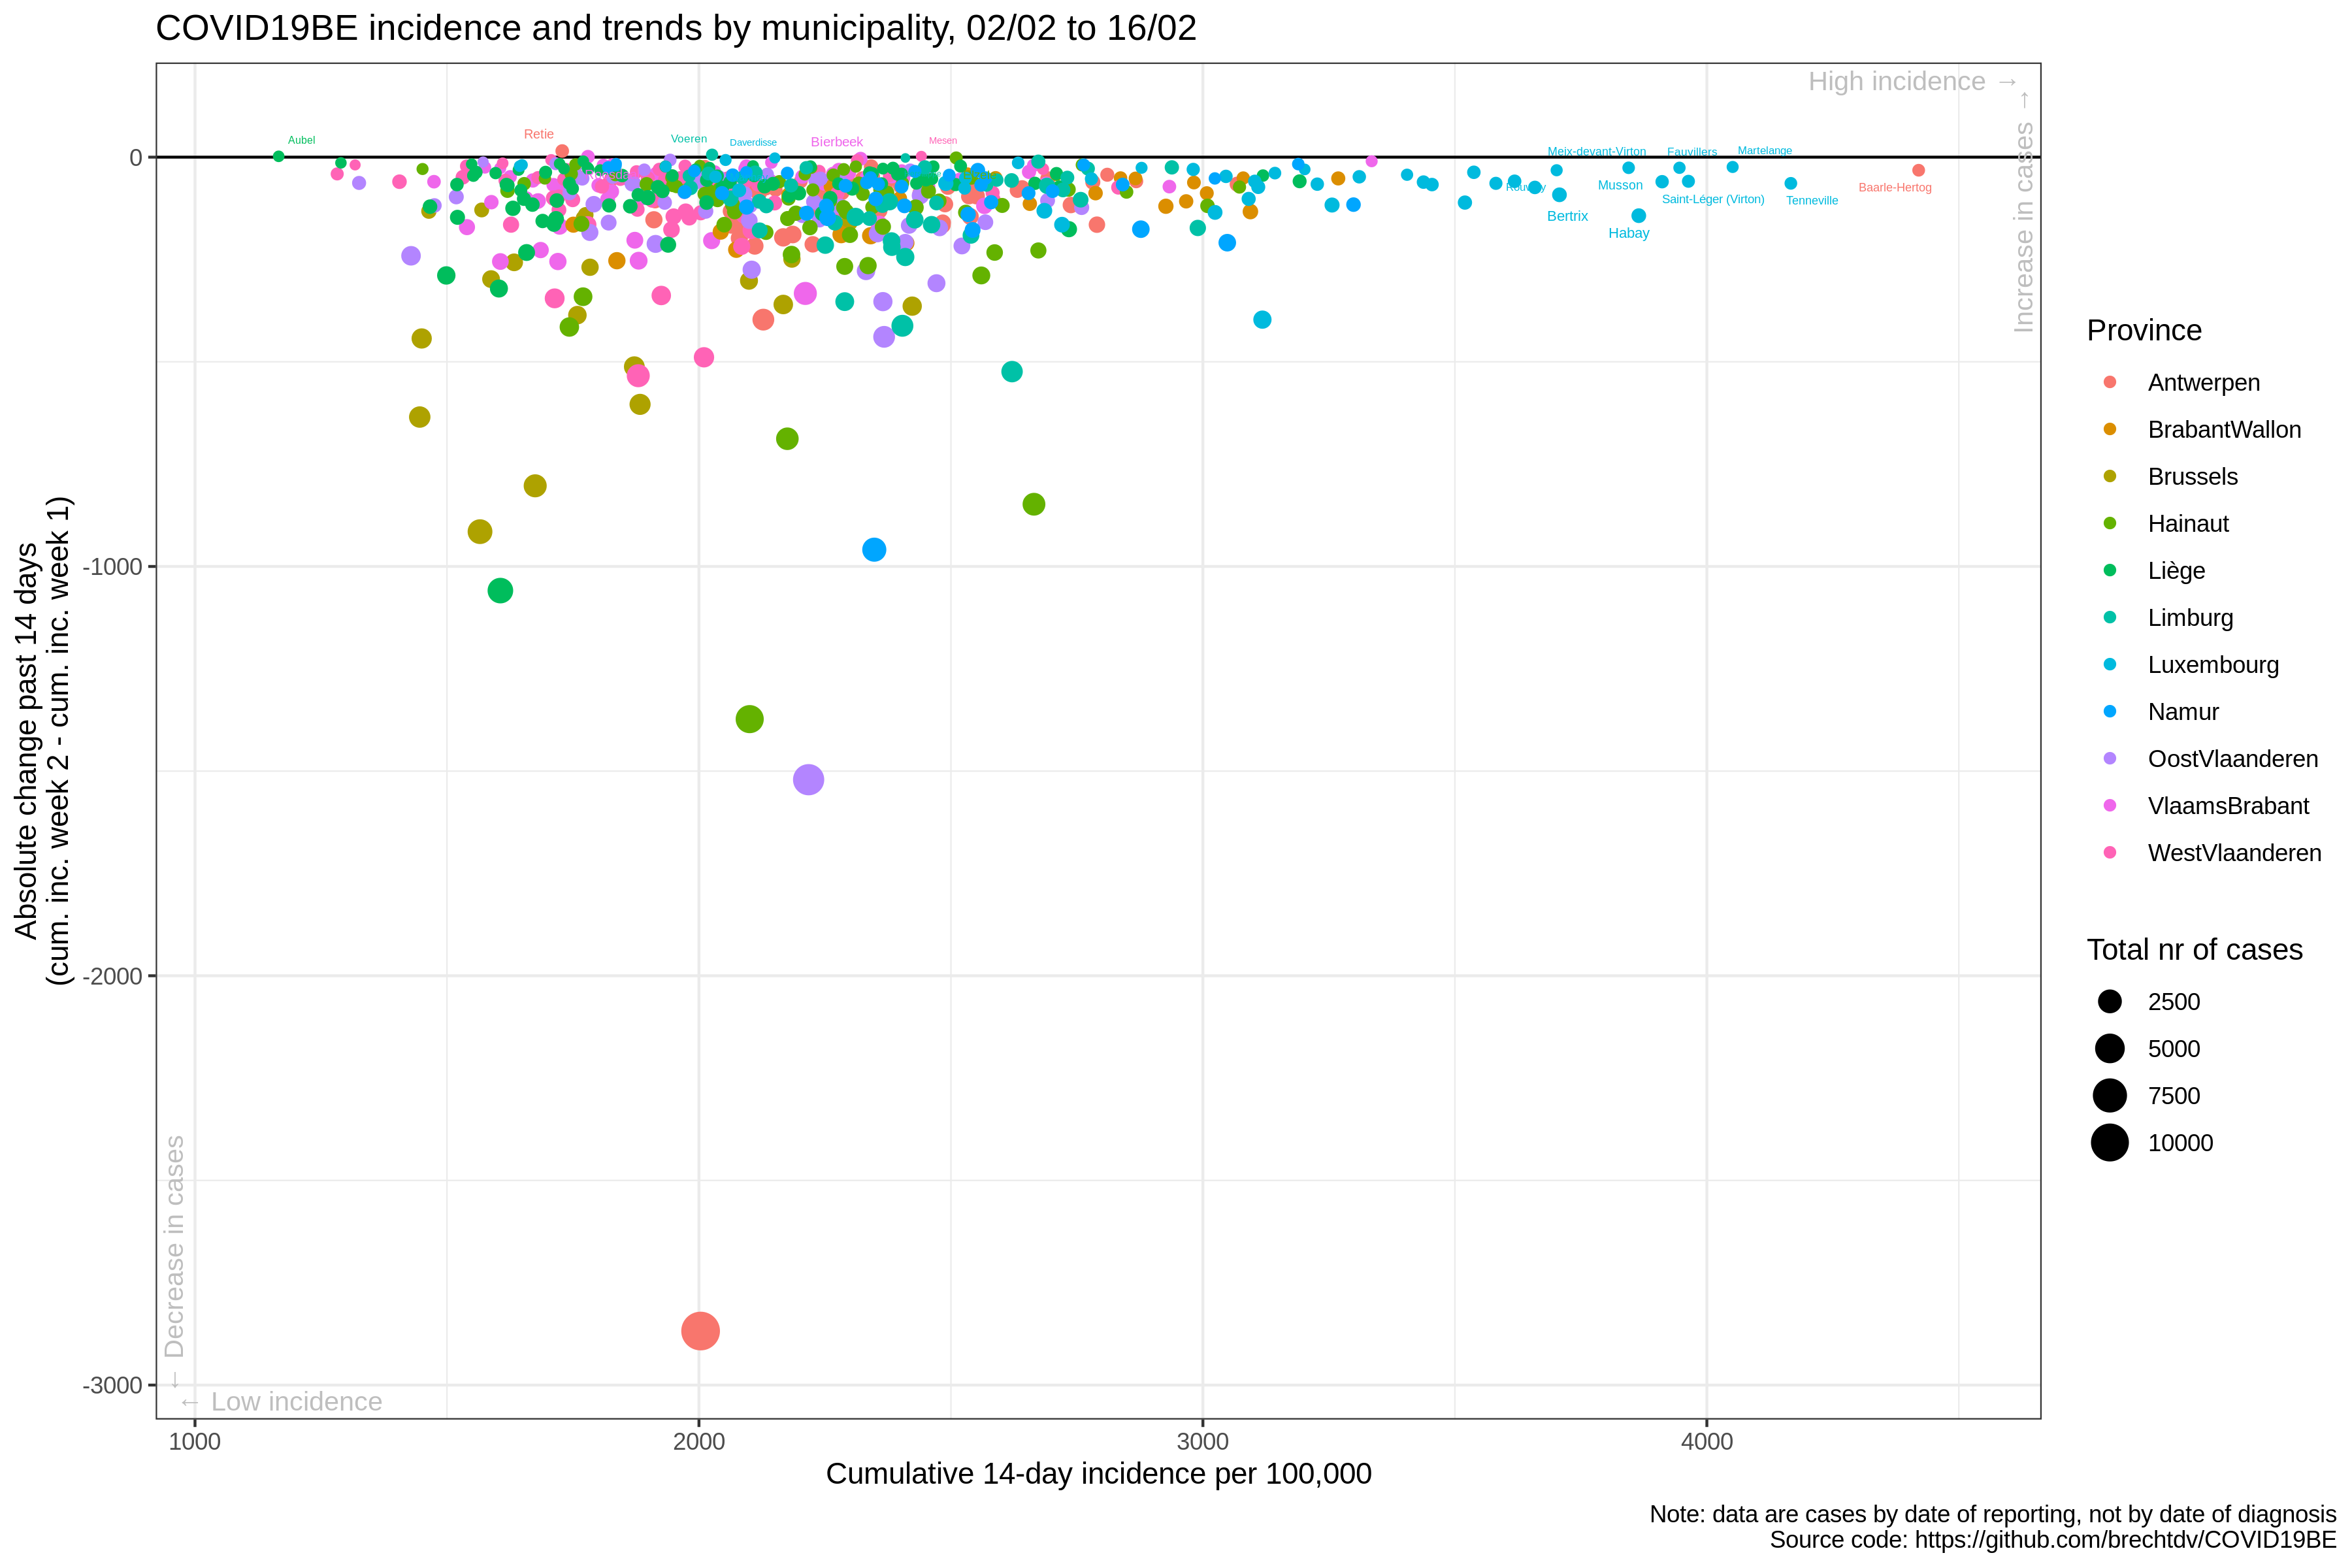 COVID19BE incidence and trends by municipality, 02/02 to 16/02
High incidence →
Increase in cases →
Aubel
Retie
Voeren
Daverdisse
Bierbeek
Mesen
Meix-devant-Virton
Fauvillers
Martelange
Musson
Saint-Léger (Virton)
Tenneville
Baarle-Hertog
Bertrix
Habay
0
-1000
-2000
-3000
Absolute change past 14 days
(cum. inc. week 2 - cum. inc. week 1)
← Decrease in cases
← Low incidence
1000
2000
3000
4000
Cumulative 14-day incidence per 100,000
Province
Antwerpen
BrabantWallon
Brussels
Hainaut
Liège
Limburg
Luxembourg
Namur
OostVlaanderen
VlaamsBrabant
WestVlaanderen
Total nr of cases
2500
5000
7500
10000
Note: data are cases by date of reporting, not by date of diagnosis
Source code: https://github.com/brechtdv/COVID19BE